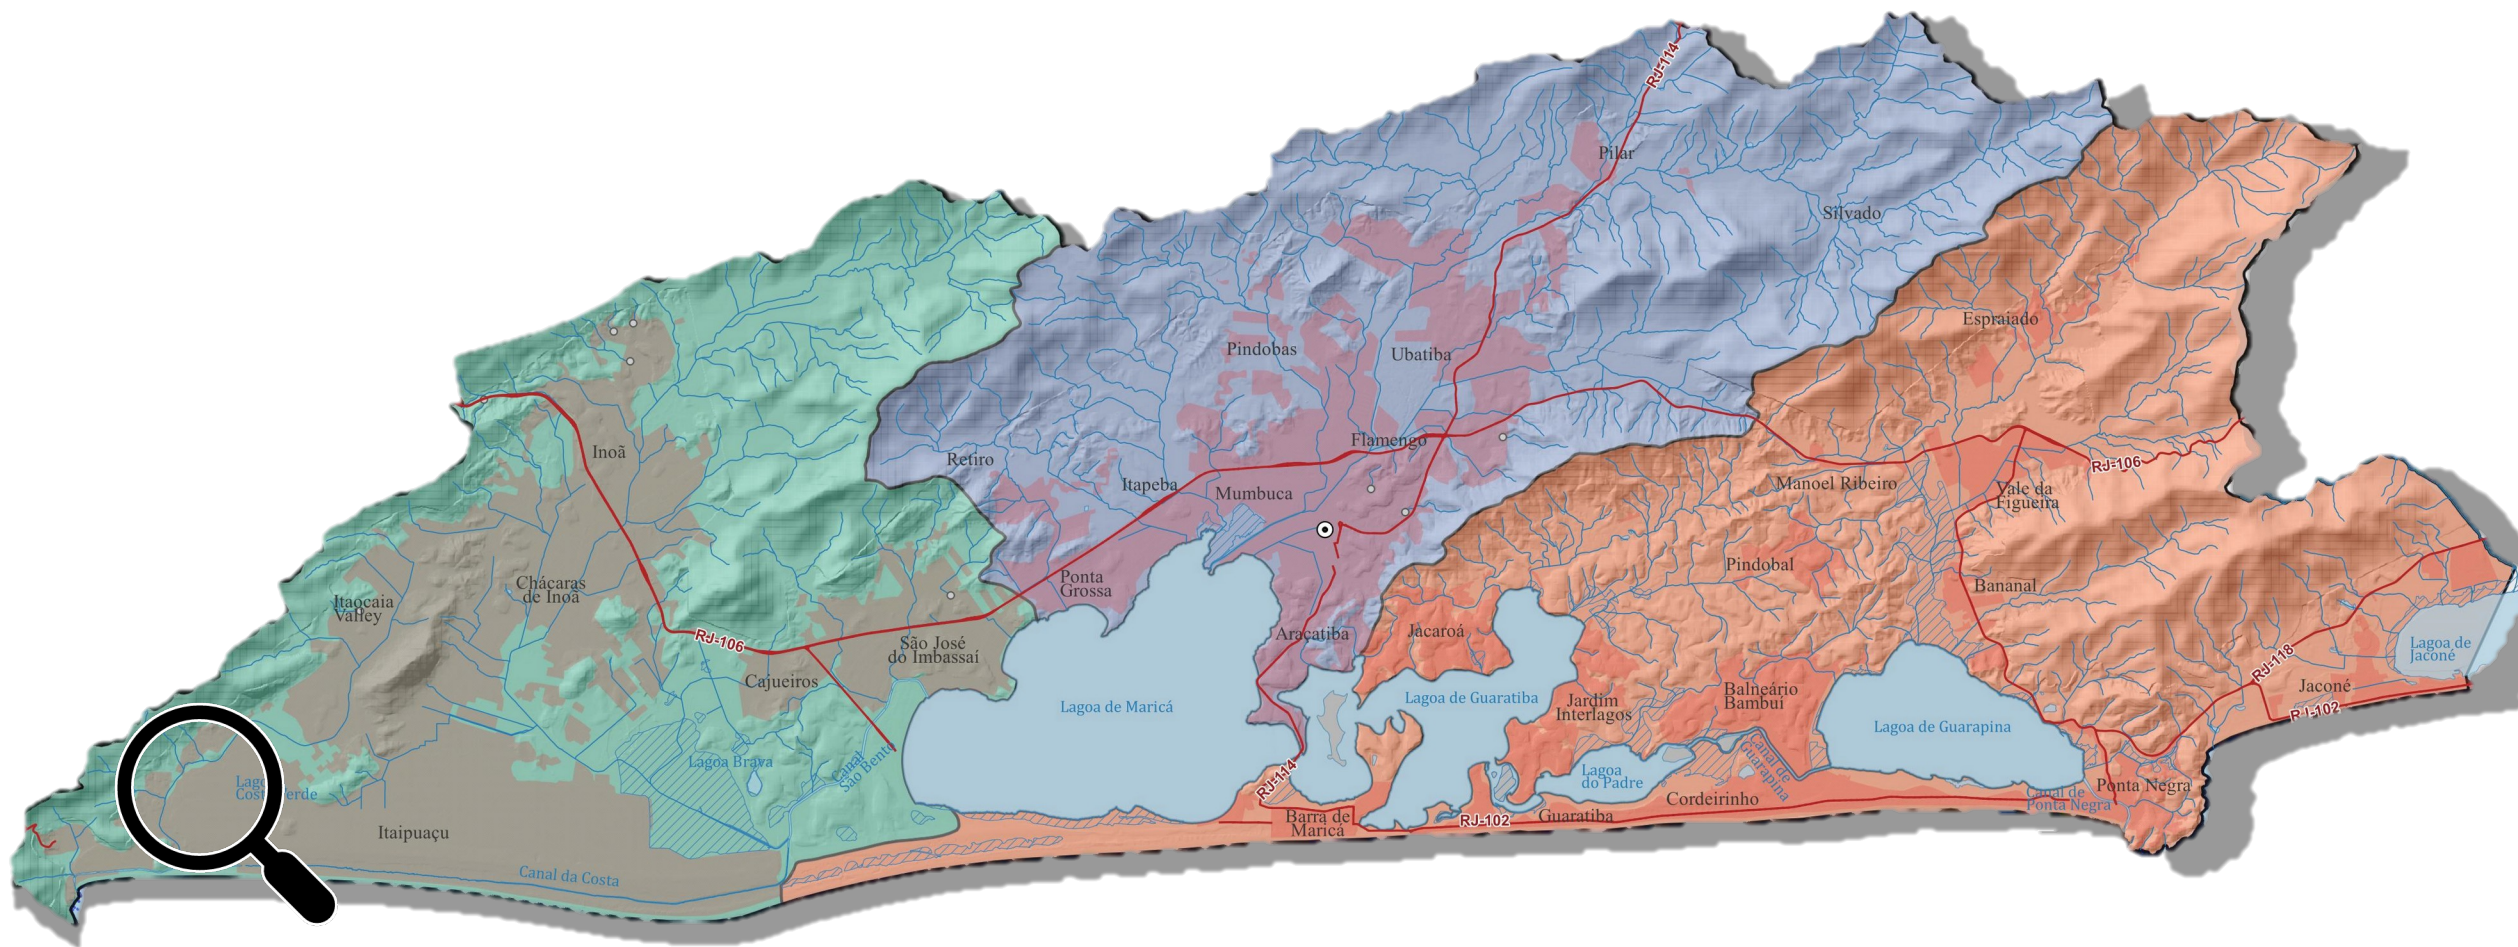 RJ-114
Pilar
Silvado
Espraiado
Pindobas
Ubatiba
Flamengo
Inoã
Retiro
Itapeba
Mumbuca
Manoel Ribeiro
RJ-106
Vale da
Figueira
Chácaras
de Inoã
Itaocaia
Valley
Ponta
Grossa
Pindobal
Bananal
Aracatiba
Jacaroá
RJ-106
São José
do Imbassaí
Lagoa de
Jaconé
RJ-118
Cajueiros
Lagoa de Maricá
Lagoa de Guaratiba
Jardim
Interlagos
Balneário
Bambuí
Lagoa de Guarapina
Jaconé
RJ-102
Lagoa Brava
Canal
São Bento
RJ-114
Lagoa
do Padre
Canal de
Guarapina
Ponta Negra
Canal de
Ponta Negra
Cordeirinho
Itaipuaçu
Barra de
Maricá
RJ-102
Guaratiba
Canal da Costa